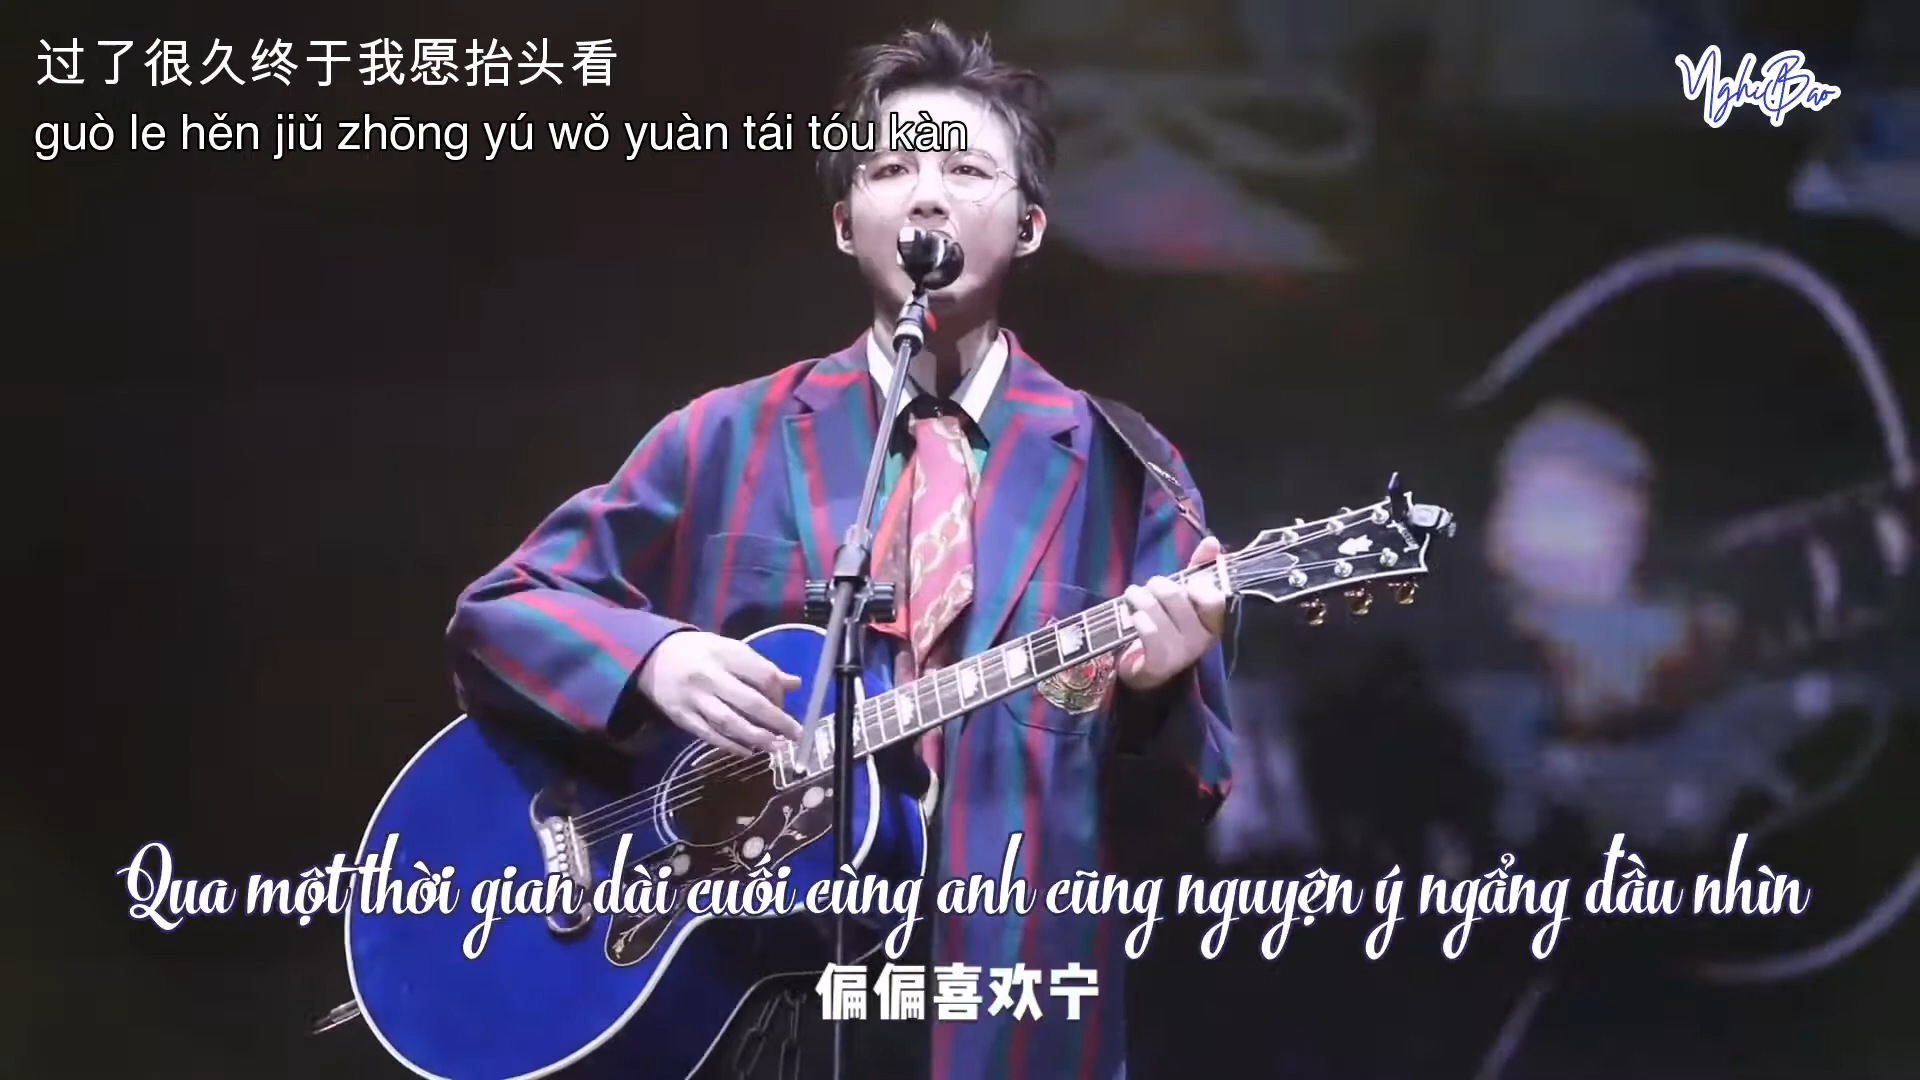 过了很久终于我愿抬头看
guò le hěn jiǔ zhōng yú wǒ yuàn tái tóu kàn
NghiBao
Qua một thời gian dài cuối cùng anh cũng nguyện ý ngẩng đầu nhìn
偏偏喜欢宁